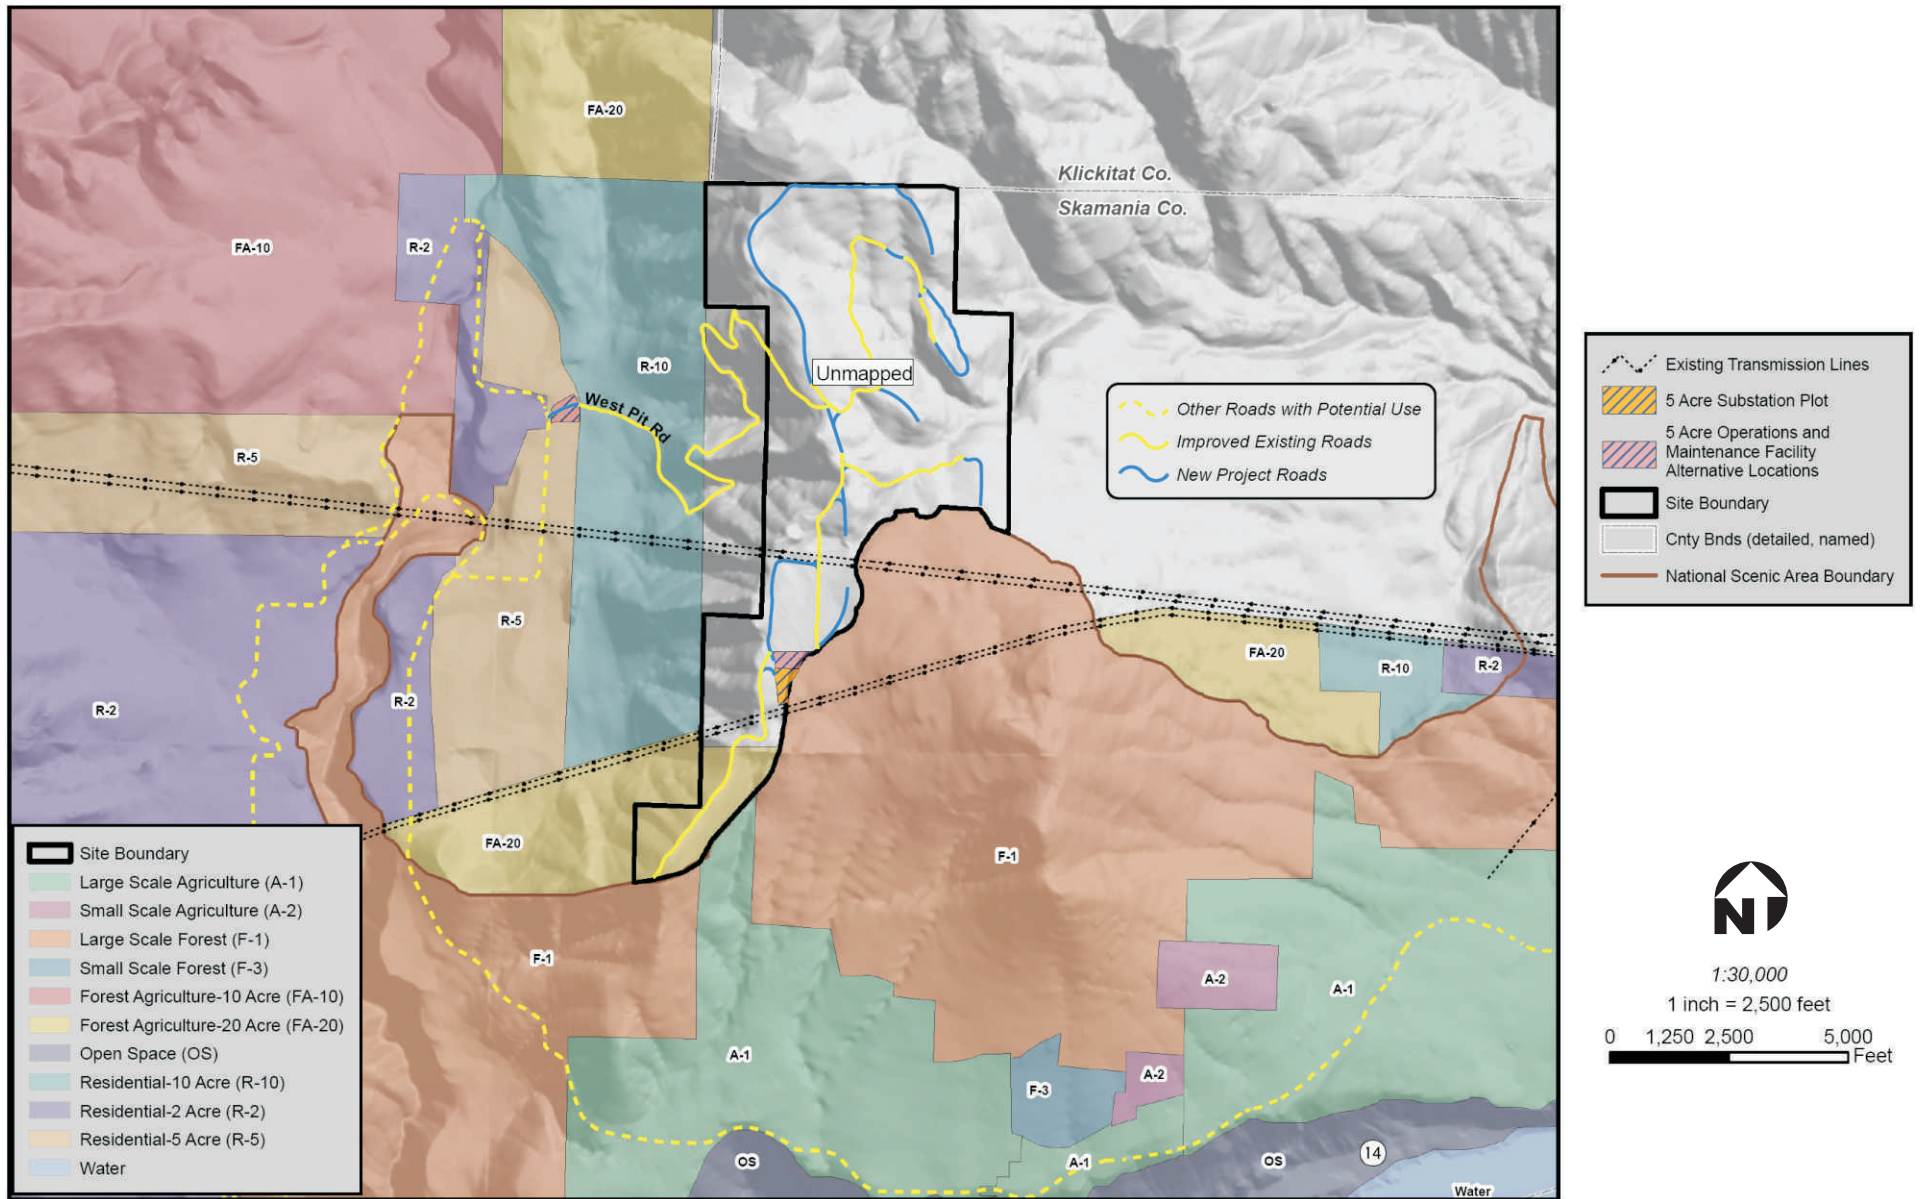 FA-20
Klickitat Co.
Skamania Co.
FA-10
R-2
R-10
Unmapped
West Pit Rd
R-5
Other Roads with Potential Use
Improved Existing Roads
New Project Roads
Existing Transmission Lines
5 Acre Substation Plot
5 Acre Operations and
Maintenance Facility
Alternative Locations
Site Boundary
Cnty Bnds (detailed, named)
National Scenic Area Boundary
R-5
FA-20
R-10
R-2
R-2
R-2
FA-20
F-1
F-1
A-2
A-1
A-1
F-3
A-2
OS
A-1
OS
14
Water
Site Boundary
Large Scale Agriculture (A-1)
Small Scale Agriculture (A-2)
Large Scale Forest (F-1)
Small Scale Forest (F-3)
Forest Agriculture-10 Acre (FA-10)
Forest Agriculture-20 Acre (FA-20)
Open Space (OS)
Residential-10 Acre (R-10)
Residential-2 Acre (R-2)
Residential-5 Acre (R-5)
Water
N
1:30,000
1 inch = 2,500 feet
0 1,250 2,500 5,000
Feet